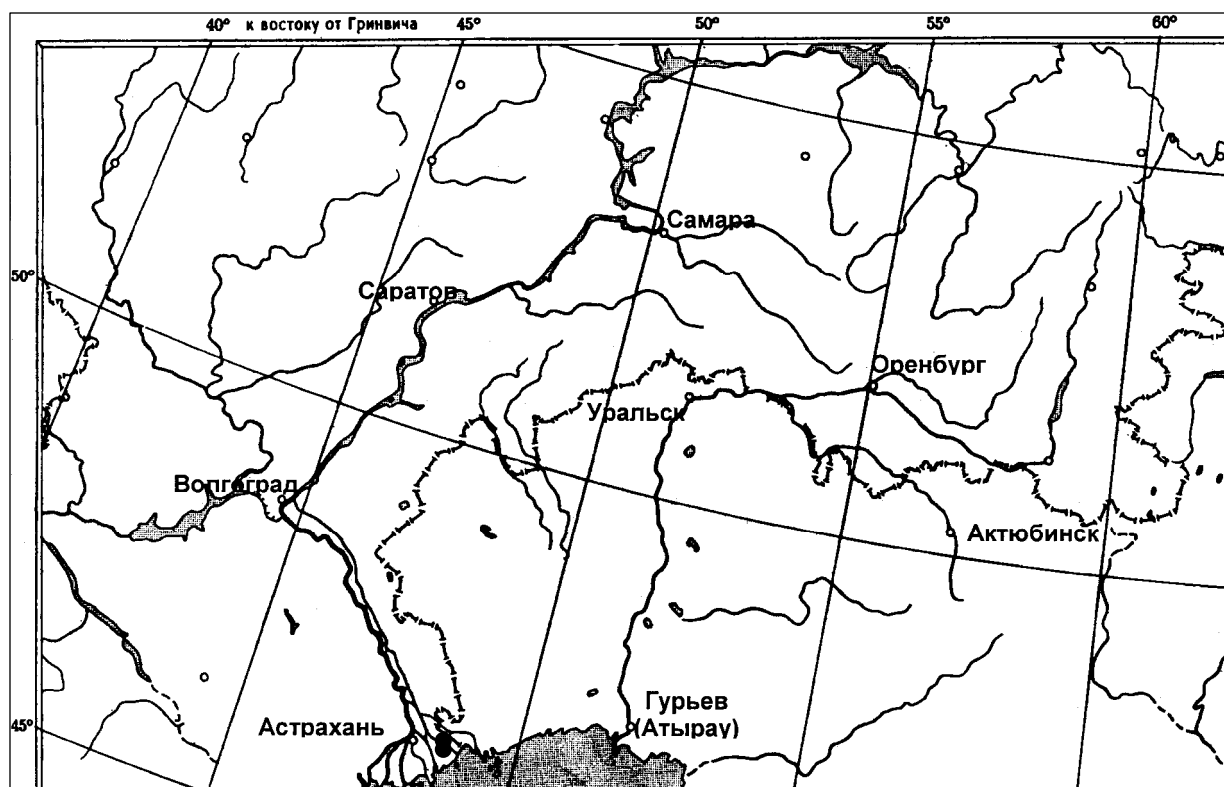 40° к востоку от Гринвича 45° 50° 55° 60°
Самара
50°
Саратов
Оренбург
Уральск
Волгоград
Актюбинск
Гурьев
(Атырау)
Астрахань
45°